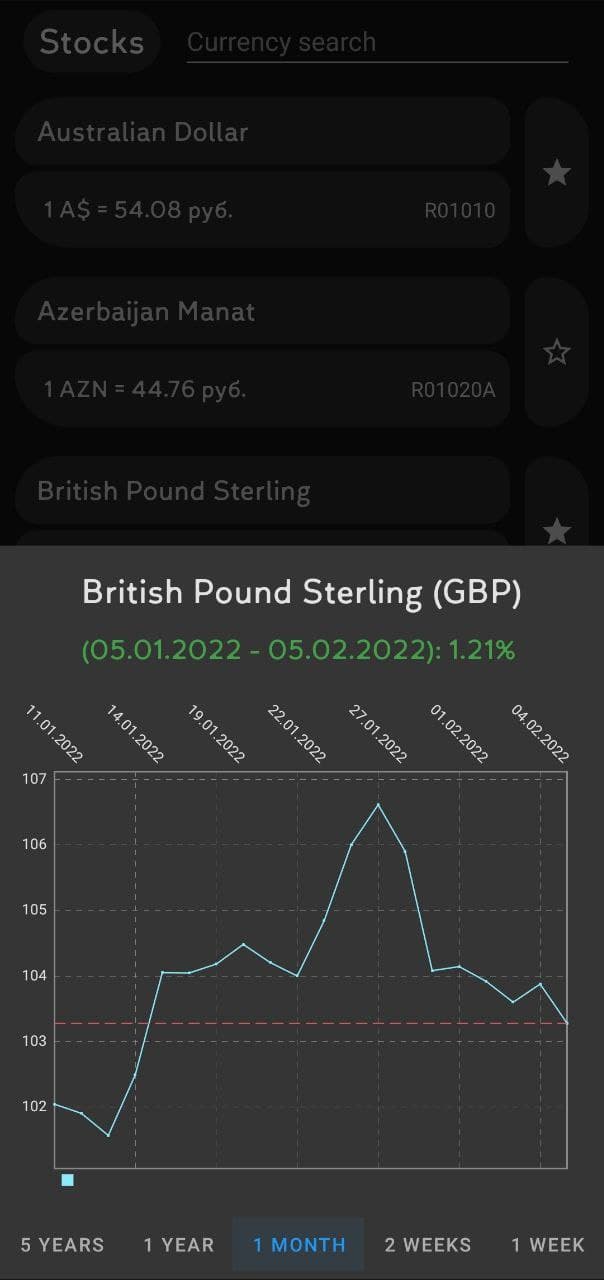 Stocks
Currency search
Australian Dollar
1 A$ = 54.08 руб.
R01010
Azerbaijan Manat
1 AZN = 44.76 руб.
R01020A
British Pound Sterling
British Pound Sterling (GBP)
(05.01.2022 - 05.02.2022): 1.21%
11.01.2022
14.01.2022
19.01.2022
22.01.2022
27.01.2022
01.02.2022
04.02.2022
107
106
105
104
103
102
5 YEARS
1 YEAR
1 MONTH
2 WEEKS
1 WEEK